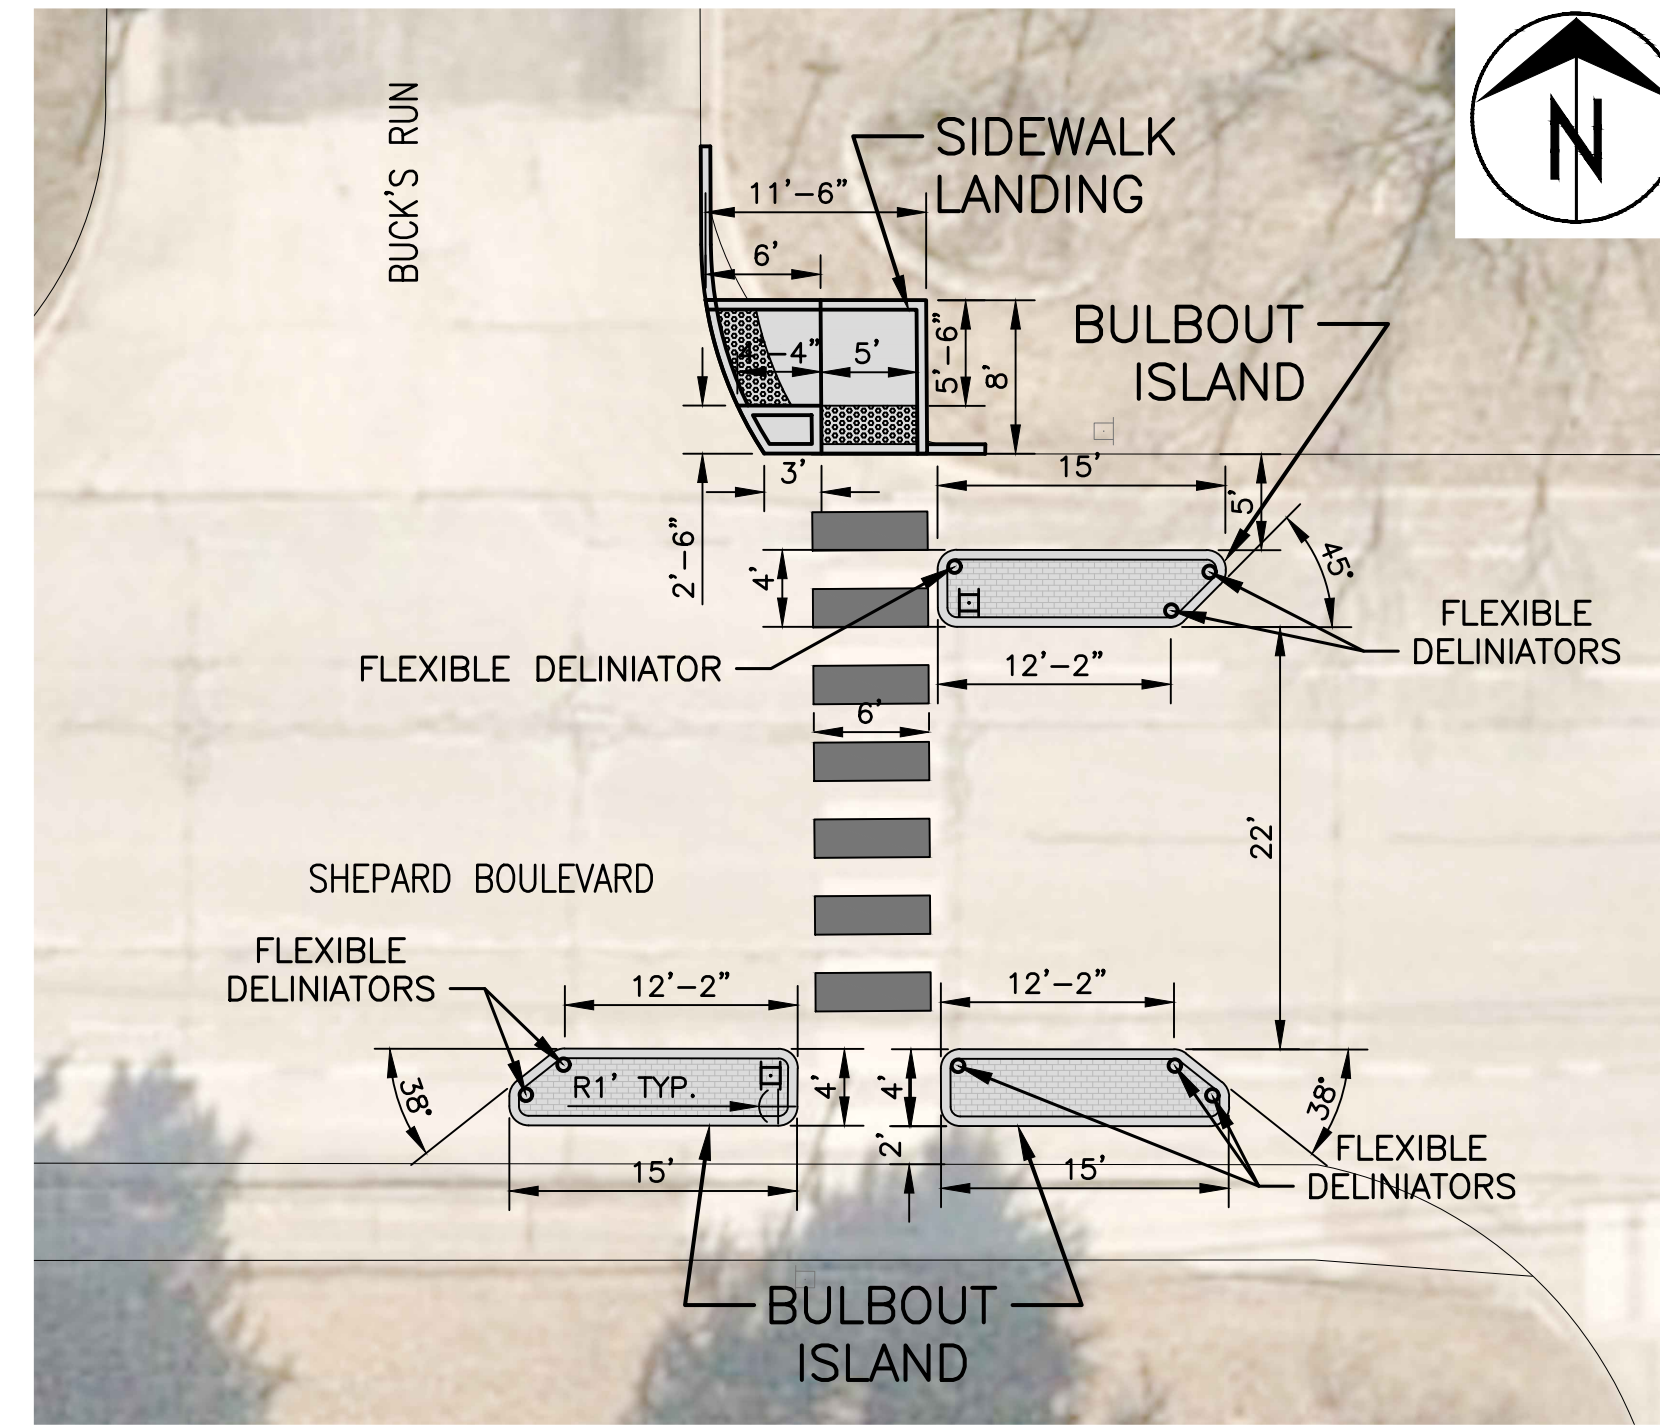 N
BUCK'S RUN
SIDEWALK
LANDING
11'-6"
6'
BULBOUT
ISLAND
4'-4"
5'
5'-6"
8'
3'
2'-6"
15'
5'
45°
4'
FLEXIBLE
DELINIATORS
FLEXIBLE DELINIATOR
12'-2"
6'
22'
SHEPARD BOULEVARD
FLEXIBLE
DELINIATORS
12'-2"
12'-2"
38°
R1' TYP.
4'
4'
38°
2'
15'
15'
FLEXIBLE
DELINIATORS
BULBOUT
ISLAND